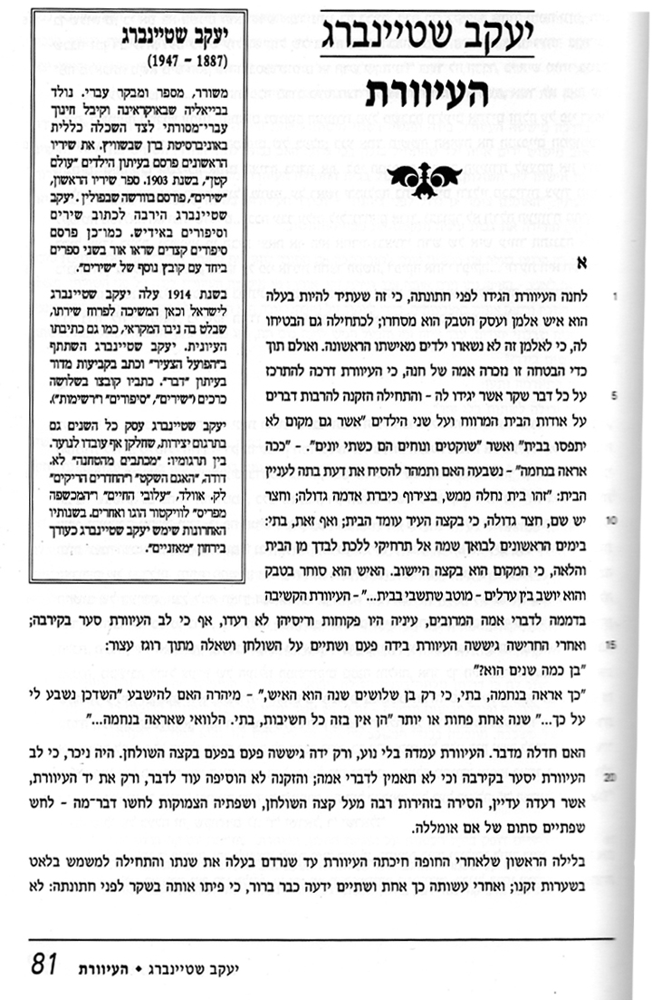 יעקב שטיינברג
העיוורת
יעקב שטיינברג
(1887 – 1947)
משורר, מספר ומבקר עברי. נולד
בבייאליה שבאוקראינה וקיבל חינוך
עברי-מסורתי לצד השכלה כללית
באוניברסיטת ברן שבשווייץ. את שיריו
הראשונים פרסם בעיתון הילדים "עולם
קטן", בשנת 1903. ספר שיריו הראשון,
"שירים", פורסם בוורשה שבפולין. יעקב
שטיינברג הירבה לכתוב שירים
וסיפורים באידיש. כמו-כן פרסם
סיפורים קצרים שראו אור בשני ספרים
ביחד עם קובץ נוסף של "שירים".
בשנת 1914 עלה יעקב שטיינברג
לישראל וכאן המשיכה לפרוח שירתו,
שבלט בה ניבו המקראי, כמו גם כתיבתו
העיונית. יעקב שטיינברג השתתף
ב"הפועל הצעיר" וכתב בקביעות מדור
בעיתון "דבר". כתביו קובצו בשלושה
כרכים ("שירים", "סיפורים" ו"רשימות").
יעקב שטיינברג עסק כל השנים גם
בתרגום יצירות, שחלקן אף עובדו לנוער.
בין תרגומיו: "מכתבים מהטחנה" לא.
דודה, "האגם השקט" ו"החדרים הריקים"
לק. אוולד, "עלובי החיים" ו"המכשפה
מפריס" לוויקטור הוגו ואחרים. בשנותיו
האחרונות שימש יעקב שטיינברג כעורך
בירחון "מאזניים".
א
1 לחנה העיוורת הגידו לפני חתונתה, כי זה שעתיד להיות בעלה
הוא איש אלמן ועסק הטבק הוא מסחרו; לכתחילה גם הבטיחו
לה, כי לאלמן זה לא נשארו ילדים מאישתו הראשונה. ואולם תוך
כדי הבטחה זו נזכרה אמה של חנה, כי העיוורת דרכה להתרכז
5 על כל דבר שקר אשר יגידו לה – והתחילה הזקנה להרבות דברים
על אודות הבית המרווח ועל שני הילדים "אשר גם מקום לא
יתפסו בבית" ואשר "שוקטים ונוחים הם כשתי יונים". – "ככה
אראה בנחמה" – נשבעה האם ותמהר להסיח את דעת בתה לעניין
הבית: "זהו בית נחלה ממש, בצירוף כיברת אדמה גדולה; וחצר
10 יש שם, חצר גדולה, כי בקצה העיר עומד הבית; ואף זאת, בתי:
בימים הראשונים לבואך שמה אל תרחיקי ללכת לבדך מן הבית
והלאה, כי המקום הוא בקצה היישוב. האיש הוא סוחר בטבק
והוא יושב בין ערלים – מוטב שתשבי בבית..." – העיוורת הקשיבה
בדממה לדברי אמה המרובים, עיניה היו פקוחות וריסיהן לא רעדו, אף כי לב העיוורת סער בקירבה;
15 ואחרי החרישה גיששה העיוורת בידה פעם ושתיים על השולחן ושאלה מתוך רוגז עצור:
"בן כמה שנים הוא?"
"כך אראה בנחמה, בתי, כי רק בן שלושים שנה הוא האיש," – מיהרה האם להישבע "השדכן נשבע לי
על כך..." שנה אחת פחות או יותר "הן אין בזה כל חשיבות, בתי. הלוואי שאראה בנחמה..."
האם חדלה מדבר. העיוורת עמדה בלי נוע, ורק ידה גיששה פעם בפעם בקצה השולחן. היה ניכר, כי לב
20 העיוורת יסער בקירבה וכי לא תאמין לדברי אמה; והזקנה לא הוסיפה עוד לדבר, ורק את יד העיוורת,
אשר רעדה עדיין, הסירה בזהירות רבה מעל קצה השולחן, ושפתיה הצמוקות לחשו דבר-מה – לחש
שפתיים סתום של אם אומללה.
בלילה הראשון שלאחרי החופה חיכתה העיוורת עד שנרדם בעלה את שנתו והתחילה למשמש בלאט
בשערות זקנו; ואחרי עשותה כך אחת ושתיים ידעה כבר ברור, כי פיתו אותה בשקר לפני חתונתה: לא
יעקב שטיינברג • העיוורת 81